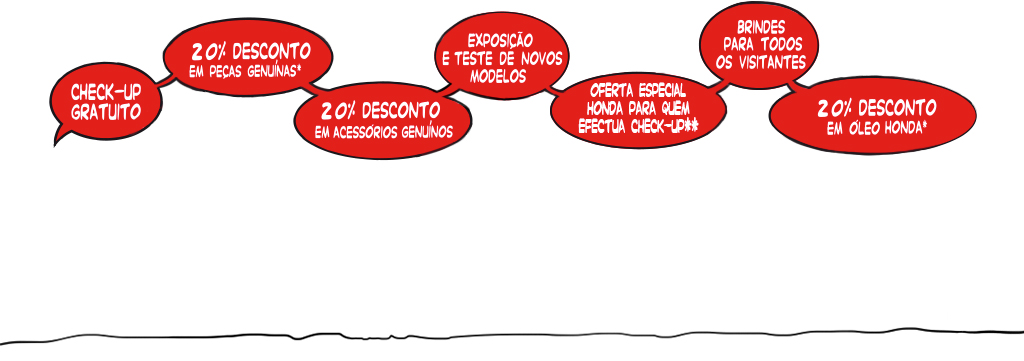 CHECK-UP
GRATUITO
20% DESCONTO
EM PEÇAS GENUÍNAS*
20% DESCONTO
EM ACESSÓRIOS GENUÍNOS
EXPOSIÇÃO
E TESTE DE NOVOS
MODELOS
OFERTA ESPECIAL
HONDA PARA QUEM
EFECTUA CHECK-UP**
BRINDES
PARA TODOS
OS VISITANTES
20% DESCONTO
EM ÓLEO HONDA*